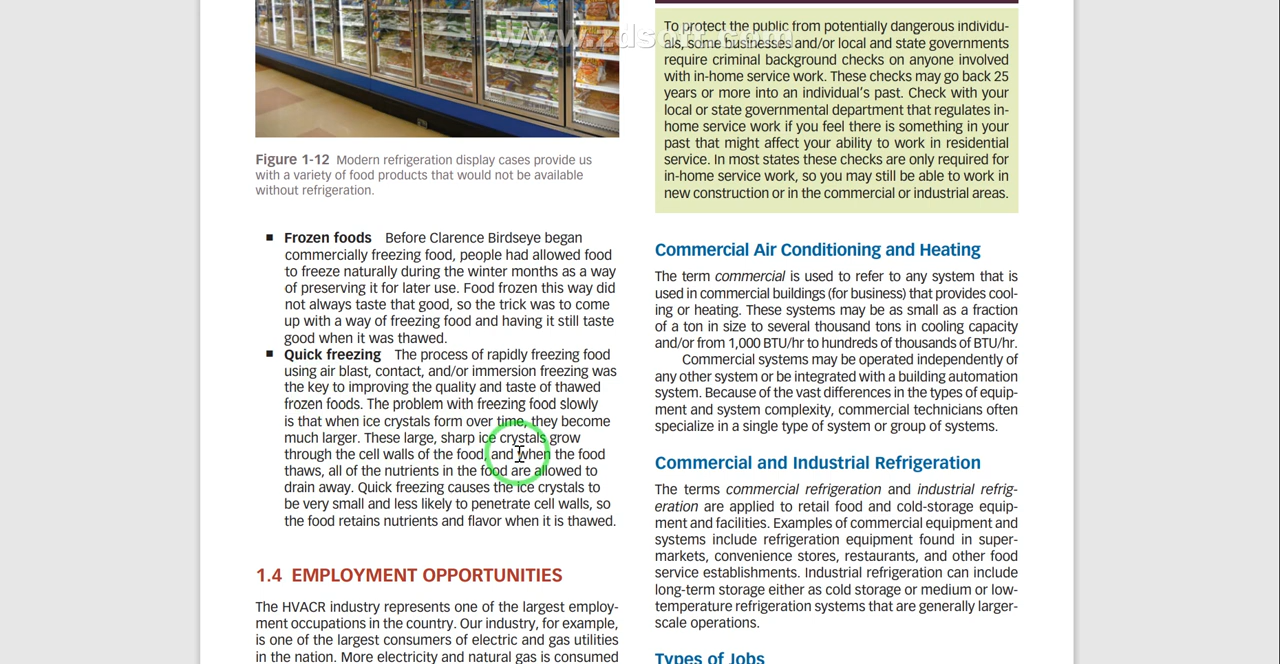 www.zdsoft.com
Figure 1-12 Modern refrigeration display cases provide us
with a variety of food products that would not be available
without refrigeration.
■ Frozen foods Before Clarence Birdseye began
commercially freezing food, people had allowed food
to freeze naturally during the winter months as a way
of preserving it for later use. Food frozen this way did
not always taste that good, so the trick was to come
up with a way of freezing food and having it still taste
good when it was thawed.
■ Quick freezing The process of rapidly freezing food
using air blast, contact, and/or immersion freezing was
the key to improving the quality and taste of thawed
frozen foods. The problem with freezing food slowly
is that when ice crystals form over time, they become
much larger. These large, sharp ice crystals grow
through the cell walls of the food, and when the food
thaws, all of the nutrients in the food are allowed to
drain away. Quick freezing causes the ice crystals to
be very small and less likely to penetrate cell walls, so
the food retains nutrients and flavor when it is thawed.
1.4 EMPLOYMENT OPPORTUNITIES
The HVACR industry represents one of the largest employ-
ment occupations in the country. Our industry, for example,
is one of the largest consumers of electric and gas utilities
in the nation. More electricity and natural gas is consumed
To protect the public from potentially dangerous individu-
als, some businesses and/or local and state governments
require criminal background checks on anyone involved
with in-home service work. These checks may go back 25
years or more into an individual's past. Check with your
local or state governmental department that regulates in-
home service work if you feel there is something in your
past that might affect your ability to work in residential
service. In most states these checks are only required for
in-home service work, so you may still be able to work in
new construction or in the commercial or industrial areas.
Commercial Air Conditioning and Heating
The term commercial is used to refer to any system that is
used in commercial buildings (for business) that provides cool-
ing or heating. These systems may be as small as a fraction
of a ton in size to several thousand tons in cooling capacity
and/or from 1,000 BTU/hr to hundreds of thousands of BTU/hr.
Commercial systems may be operated independently of
any other system or be integrated with a building automation
system. Because of the vast differences in the types of equip-
ment and system complexity, commercial technicians often
specialize in a single type of system or group of systems.
Commercial and Industrial Refrigeration
The terms commercial refrigeration and industrial refrig-
eration are applied to retail food and cold-storage equip-
ment and facilities. Examples of commercial equipment and
systems include refrigeration equipment found in super-
markets, convenience stores, restaurants, and other food
service establishments. Industrial refrigeration can include
long-term storage either as cold storage or medium or low-
temperature refrigeration systems that are generally larger-
scale operations.
Types of Jobs